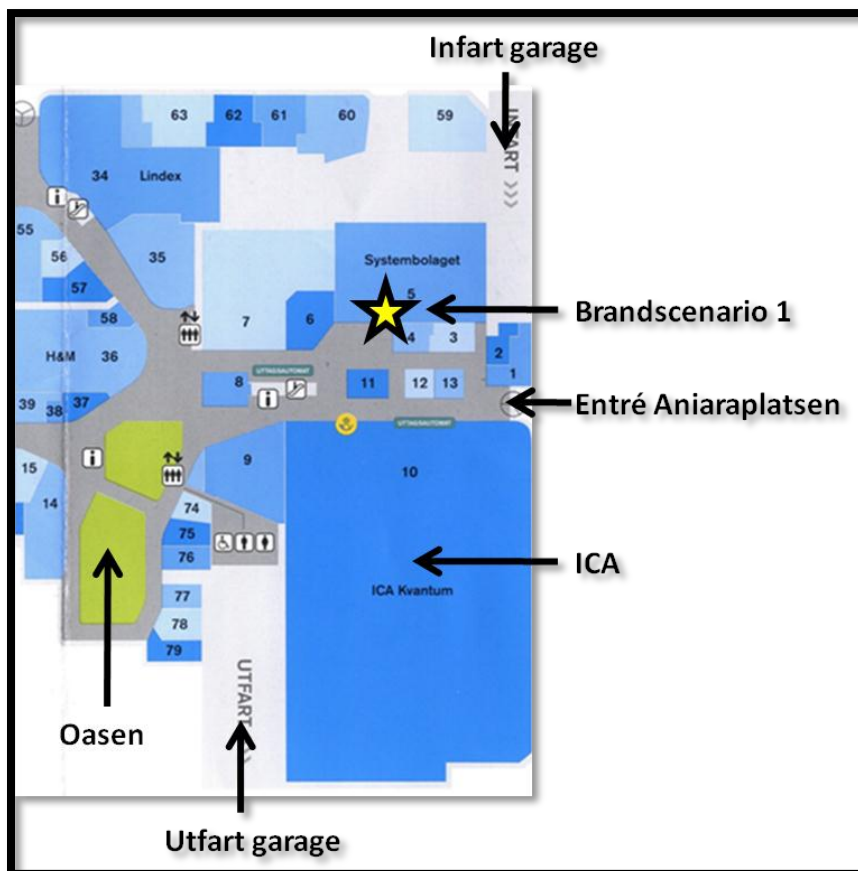 Infart garage
63
62
61
60
59
INFART >>>
34
Lindex
i
55
56
57
35
Systembolaget
5
Brandscenario 1
7
6
4
3
58
H&M
36
UTTAGSAUTOMAT
8
i
11
12
13
2
1
39
38
37
Entré Aniaraplatsen
UTTAGSAUTOMAT
15
14
i
9
10
74
75
76
ICA
ICA Kvantum
77
78
79
UTFART >>>
Oasen
Utfart garage